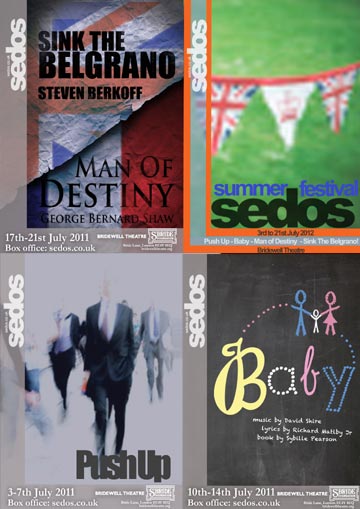 sedos
SINK THE
BELGRANO
STEVEN BERKOFF
MAN OF
DESTINY
GEORGE BERNARD SHAW
17th-21st July 2011
BRIDEWELL THEATRE
Box office: sedos.co.uk
sedos
summer festival
sedos
3rd to 21st July 2012
Push Up - Baby - Man of Destiny - Sink The Belgrano!
Bridewell Theatre
sedos
Push Up
3-7th July 2011
BRIDEWELL THEATRE
Box office: sedos.co.uk
sedos
Baby
music by David Shire
lyrics by Richard Maltby Jr
book by Sybille Pearson
10th-14th July 2011
BRIDEWELL THEATRE
Box office: sedos.co.uk